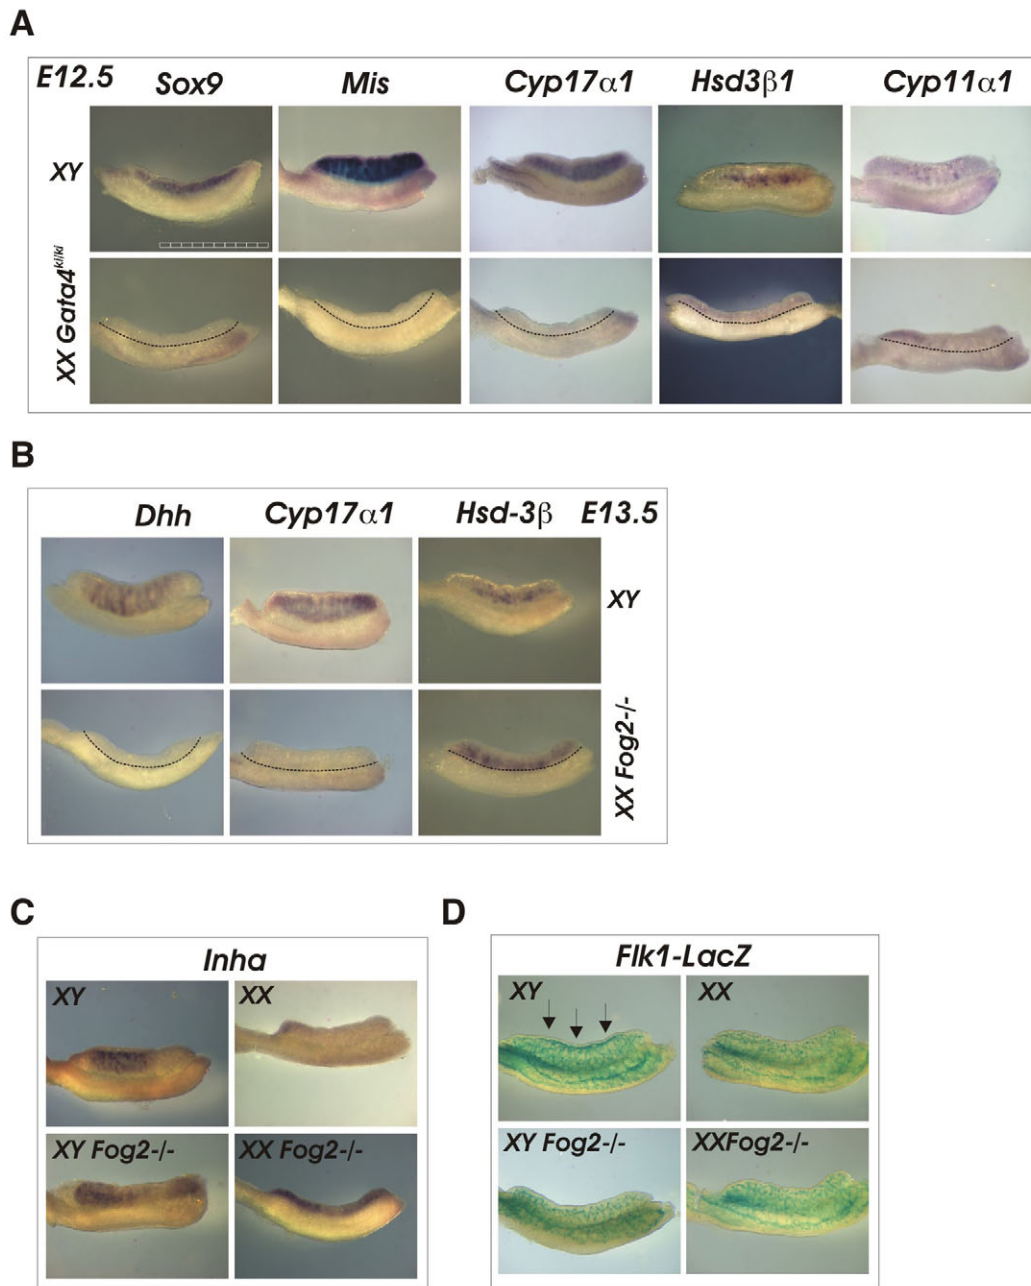 A
E12.5 Sox9 Mis Cyp17α1 Hsd3β1 Cyp11α1
XY
XX Gata4ki/ki
B
Dhh Cyp17α1 Hsd-3β E13.5
XY
XX Fog2-/-
C
Inha
XY XX
XY Fog2-/- XX Fog2-/-
D
Flk1-LacZ
XY XX
XY Fog2-/- XXFog2-/-